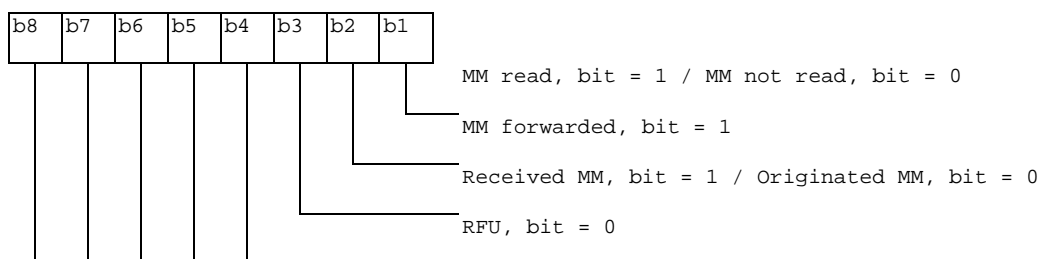 b8 b7 b6 b5 b4 b3 b2 b1
MM read, bit = 1 / MM not read, bit = 0
MM forwarded, bit = 1
Received MM, bit = 1 / Originated MM, bit = 0
RFU, bit = 0